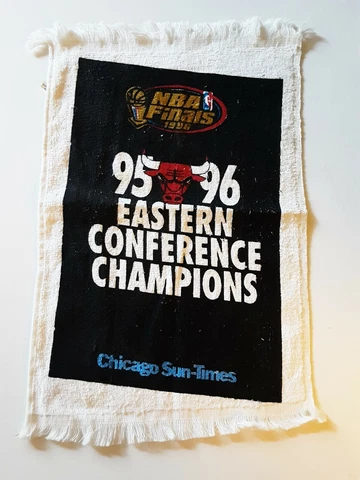 NBA
Finals
1996
95 96
EASTERN
CONFERENCE
CHAMPIONS
Chicago Sun-Times